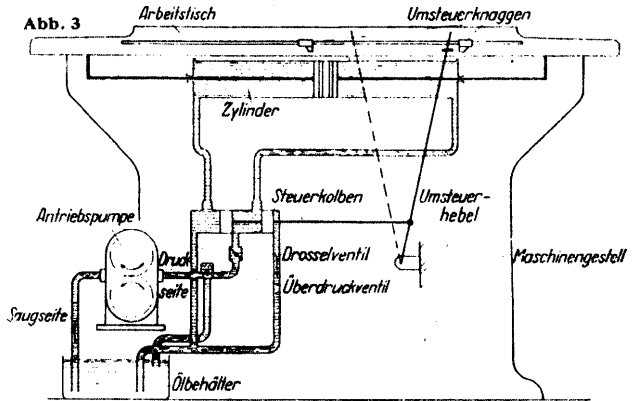 Abb. 3
Arbeitstisch
Umsteuerknaggen
Zylinder
Steuerkolben
Umsteuer-
hebel
Antriebspumpe
Druck
seite
Drosselventil
Überdruckventil
Maschinengestell
Saugseite
Ölbehälter